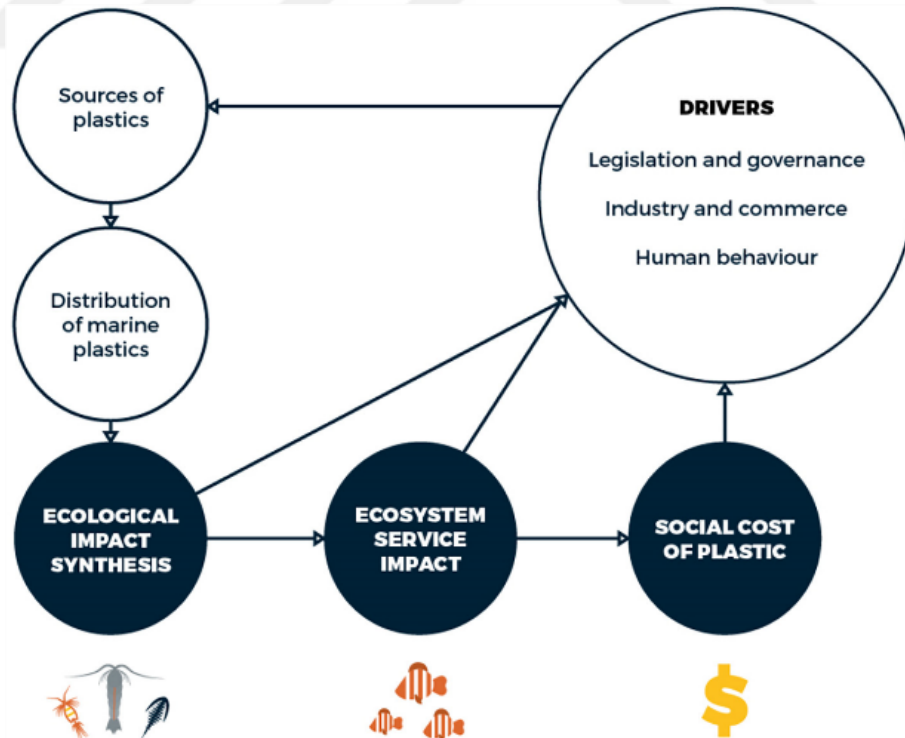 Sources of
plastics
DRIVERS
Legislation and governance
Industry and commerce
Human behaviour
Distribution
of marine
plastics
ECOLOGICAL
IMPACT
SYNTHESIS
ECOSYSTEM
SERVICE
IMPACT
SOCIAL COST
OF PLASTIC
$